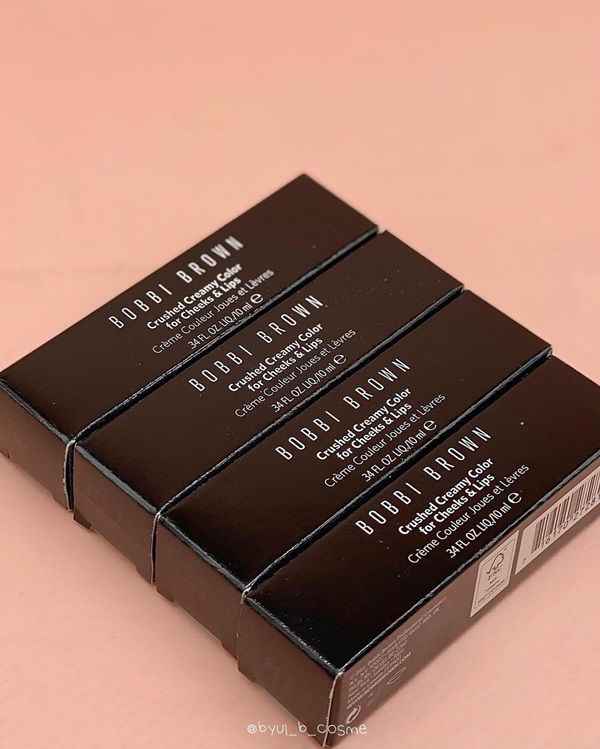 BOBBI BROWN
Crushed Creamy Color
for Cheeks & Lips
Crème Couleur Joues et Lèvres
.34 FL. OZ. LIQ./10 ml ℮
BOBBI BROWN
Crushed Creamy Color
for Cheeks & Lips
Crème Couleur Joues et Lèvres
.34 FL. OZ. LIQ./10 ml ℮
BOBBI BROWN
Crushed Creamy Color
for Cheeks & Lips
Crème Couleur Joues et Lèvres
.34 FL. OZ. LIQ./10 ml ℮
BOBBI BROWN
Crushed Creamy Color
for Cheeks & Lips
Crème Couleur Joues et Lèvres
.34 FL. OZ. LIQ./10 ml ℮
FSC
@byul_b_cosme